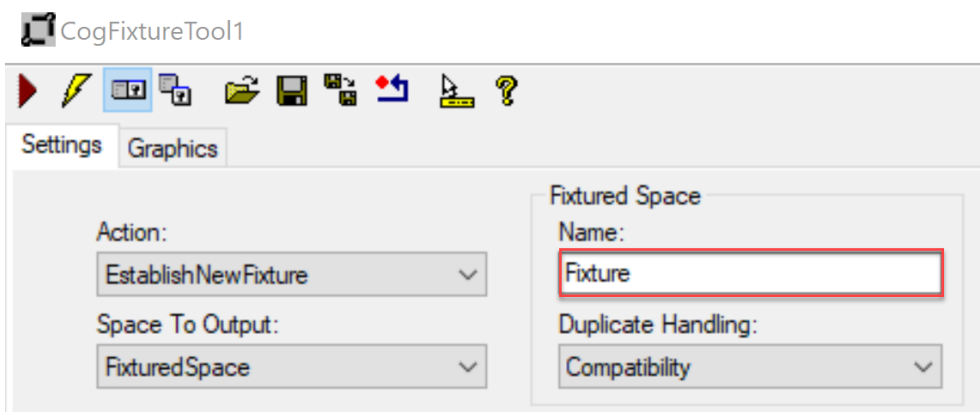 CogFixtureTool1
Settings
Graphics
Action:
EstablishNewFixture
Space To Output:
FixturedSpace
Fixtured Space
Name:
Fixture
Duplicate Handling:
Compatibility